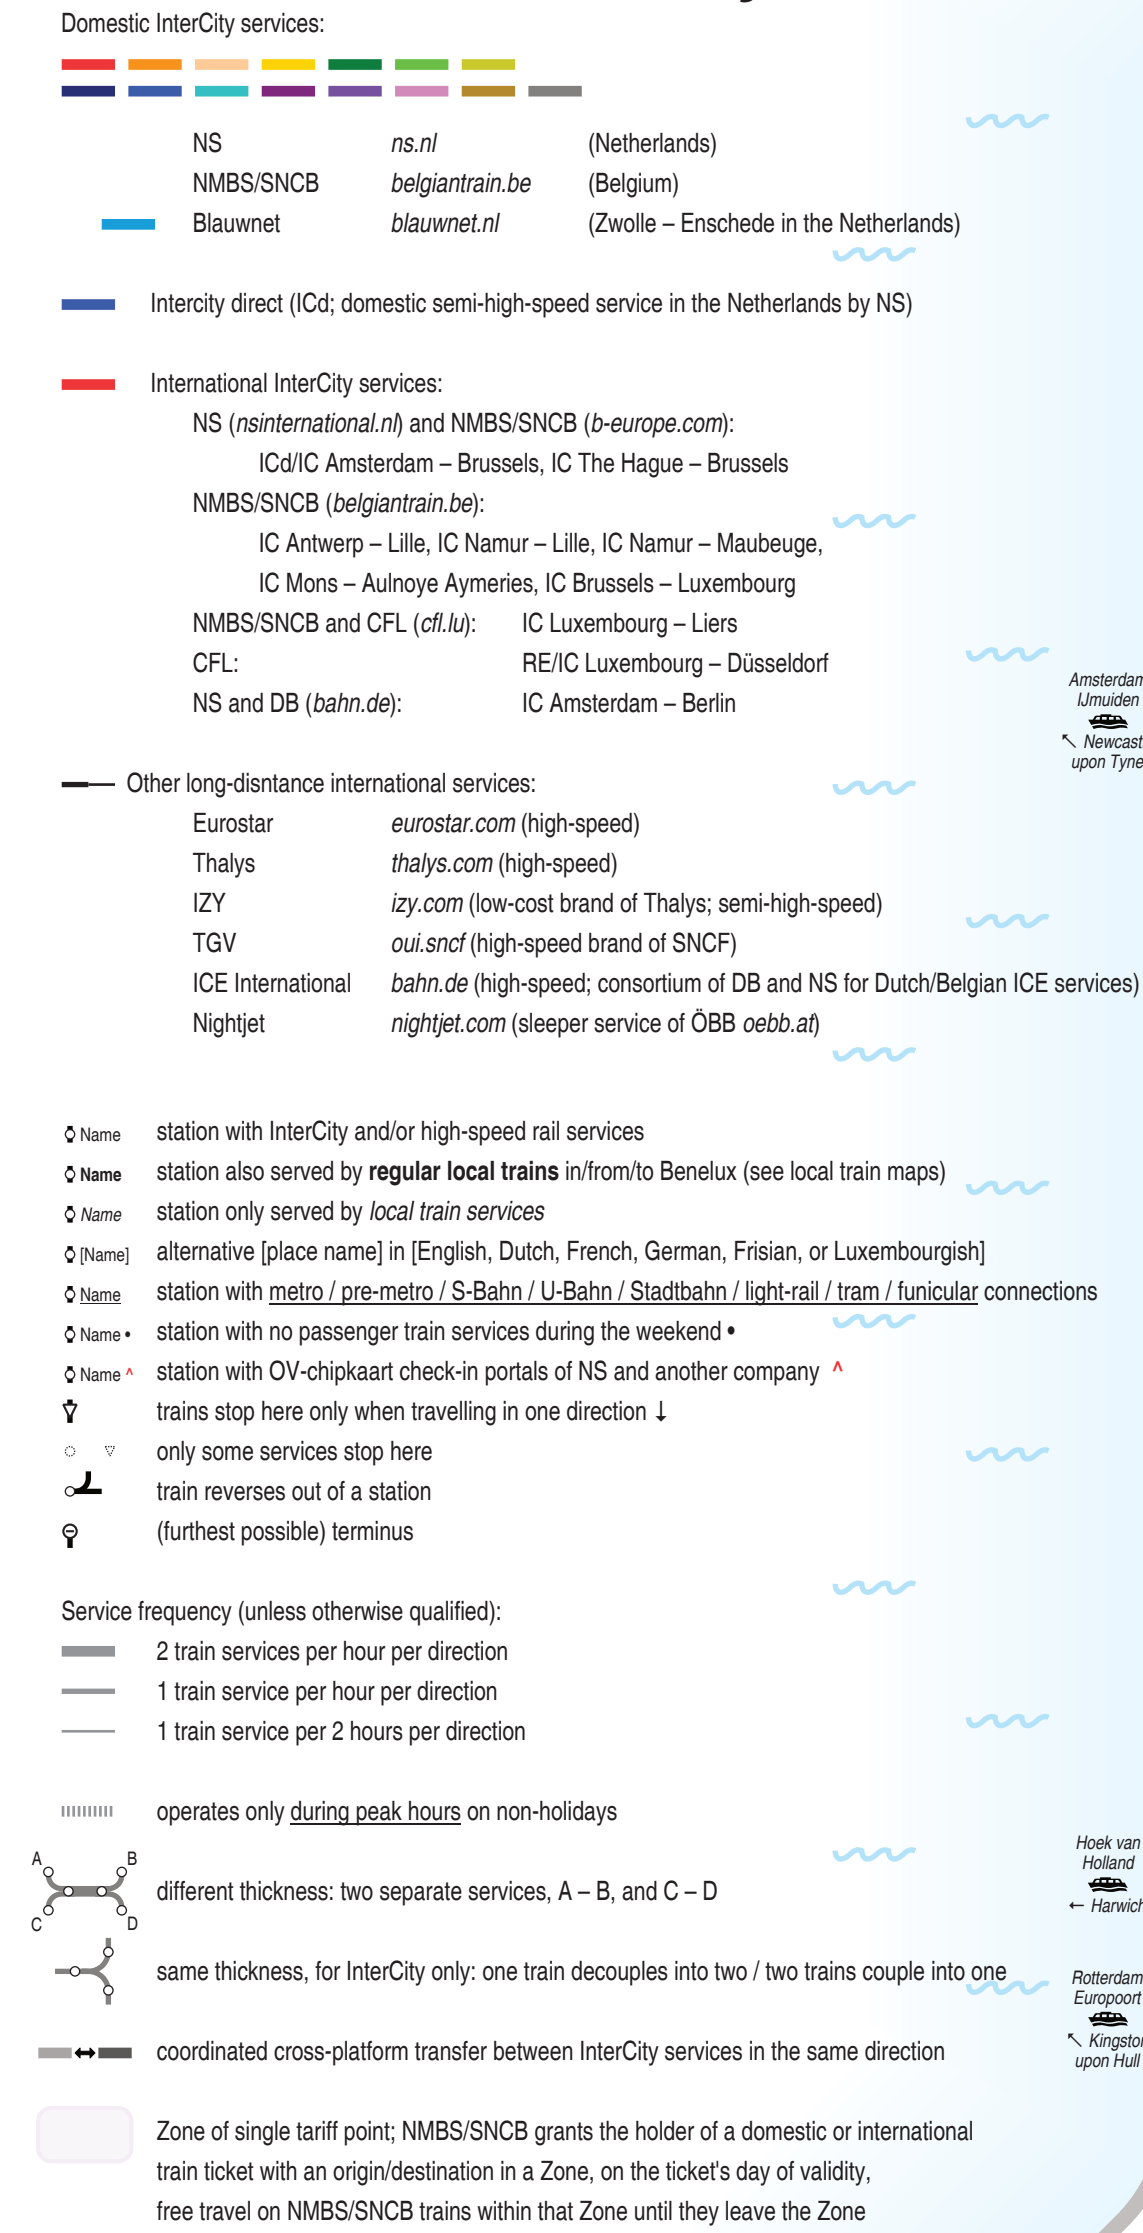 Domestic InterCity services:
NS ns.nl (Netherlands)
NMBS/SNCB belgiantrain.be (Belgium)
Blauwnet blauwnet.nl (Zwolle – Enschede in the Netherlands)
Intercity direct (ICd; domestic semi-high-speed service in the Netherlands by NS)
International InterCity services:
NS (nsinternational.nl) and NMBS/SNCB (b-europe.com):
ICd/IC Amsterdam – Brussels, IC The Hague – Brussels
NMBS/SNCB (belgiantrain.be):
IC Antwerp – Lille, IC Namur – Lille, IC Namur – Maubeuge,
IC Mons – Aulnoye Aymeries, IC Brussels – Luxembourg
NMBS/SNCB and CFL (cfl.lu): IC Luxembourg – Liers
CFL: RE/IC Luxembourg – Düsseldorf
NS and DB (bahn.de): IC Amsterdam – Berlin
Amsterdam
IJmuiden
↖ Newcast
upon Tyne
Other long-disntance international services:
Eurostar eurostar.com (high-speed)
Thalys thalys.com (high-speed)
IZY izy.com (low-cost brand of Thalys; semi-high-speed)
TGV oui.sncf (high-speed brand of SNCF)
ICE International bahn.de (high-speed; consortium of DB and NS for Dutch/Belgian ICE services)
Nightjet nightjet.com (sleeper service of ÖBB oebb.at)
Name station with InterCity and/or high-speed rail services
Name station also served by regular local trains in/from/to Benelux (see local train maps)
Name station only served by local train services
[Name] alternative [place name] in [English, Dutch, French, German, Frisian, or Luxembourgish]
Name station with metro / pre-metro / S-Bahn / U-Bahn / Stadtbahn / light-rail / tram / funicular connections
Name • station with no passenger train services during the weekend •
Name ^ station with OV-chipkaart check-in portals of NS and another company ^
trains stop here only when travelling in one direction ↓
only some services stop here
train reverses out of a station
(furthest possible) terminus
Service frequency (unless otherwise qualified):
2 train services per hour per direction
1 train service per hour per direction
1 train service per 2 hours per direction
operates only during peak hours on non-holidays
A B
C D
different thickness: two separate services, A – B, and C – D
Hoek van
Holland
← Harwich
same thickness, for InterCity only: one train decouples into two / two trains couple into one
Rotterdam
Europoort
↖ Kingston
upon Hull
coordinated cross-platform transfer between InterCity services in the same direction
Zone of single tariff point; NMBS/SNCB grants the holder of a domestic or international
train ticket with an origin/destination in a Zone, on the ticket's day of validity,
free travel on NMBS/SNCB trains within that Zone until they leave the Zone